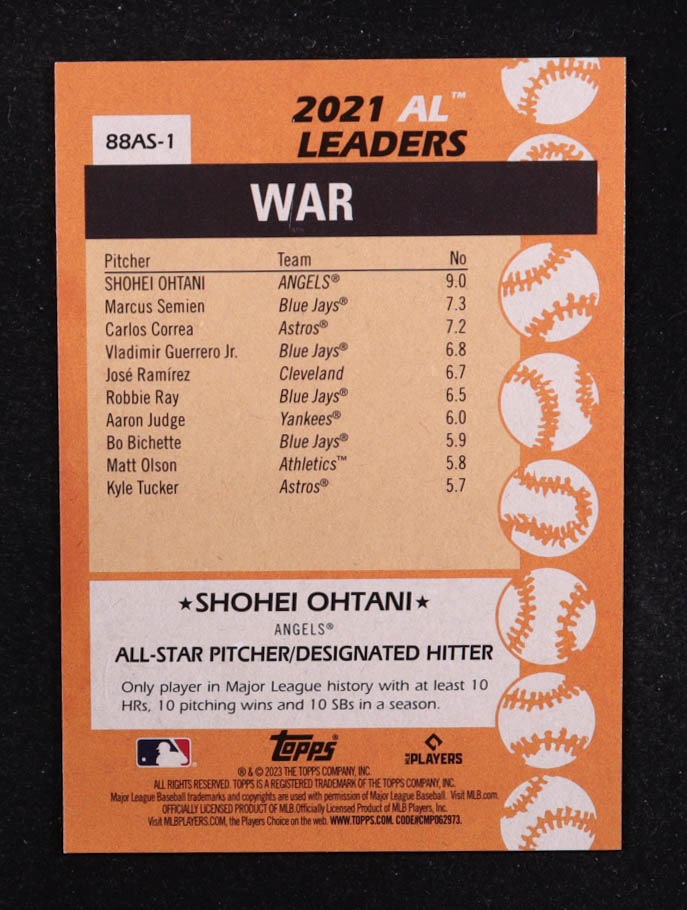 88AS-1
2021 AL™
LEADERS
WAR
Pitcher Team No
SHOHEI OHTANI ANGELS® 9.0
Marcus Semien Blue Jays® 7.3
Carlos Correa Astros® 7.2
Vladimir Guerrero Jr. Blue Jays® 6.8
José Ramírez Cleveland 6.7
Robbie Ray Blue Jays® 6.5
Aaron Judge Yankees® 6.0
Bo Bichette Blue Jays® 5.9
Matt Olson Athletics™ 5.8
Kyle Tucker Astros® 5.7
★SHOHEI OHTANI★
ANGELS®
ALL-STAR PITCHER/DESIGNATED HITTER
Only player in Major League history with at least 10
HRs, 10 pitching wins and 10 SBs in a season.
Topps® PLAYERS
® & © 2023 THE TOPPS COMPANY, INC.
ALL RIGHTS RESERVED. TOPPS IS A REGISTERED TRADEMARK OF THE TOPPS COMPANY, INC.
Major League Baseball trademarks and copyrights are used with permission of Major League Baseball. Visit MLB.com.
OFFICIALLY LICENSED PRODUCT OF MLB. Officially Licensed Product of MLB Players, Inc.
Visit MLBPLAYERS.COM, the Players Choice on the web. WWW.TOPPS.COM. CODE#CMP062973.